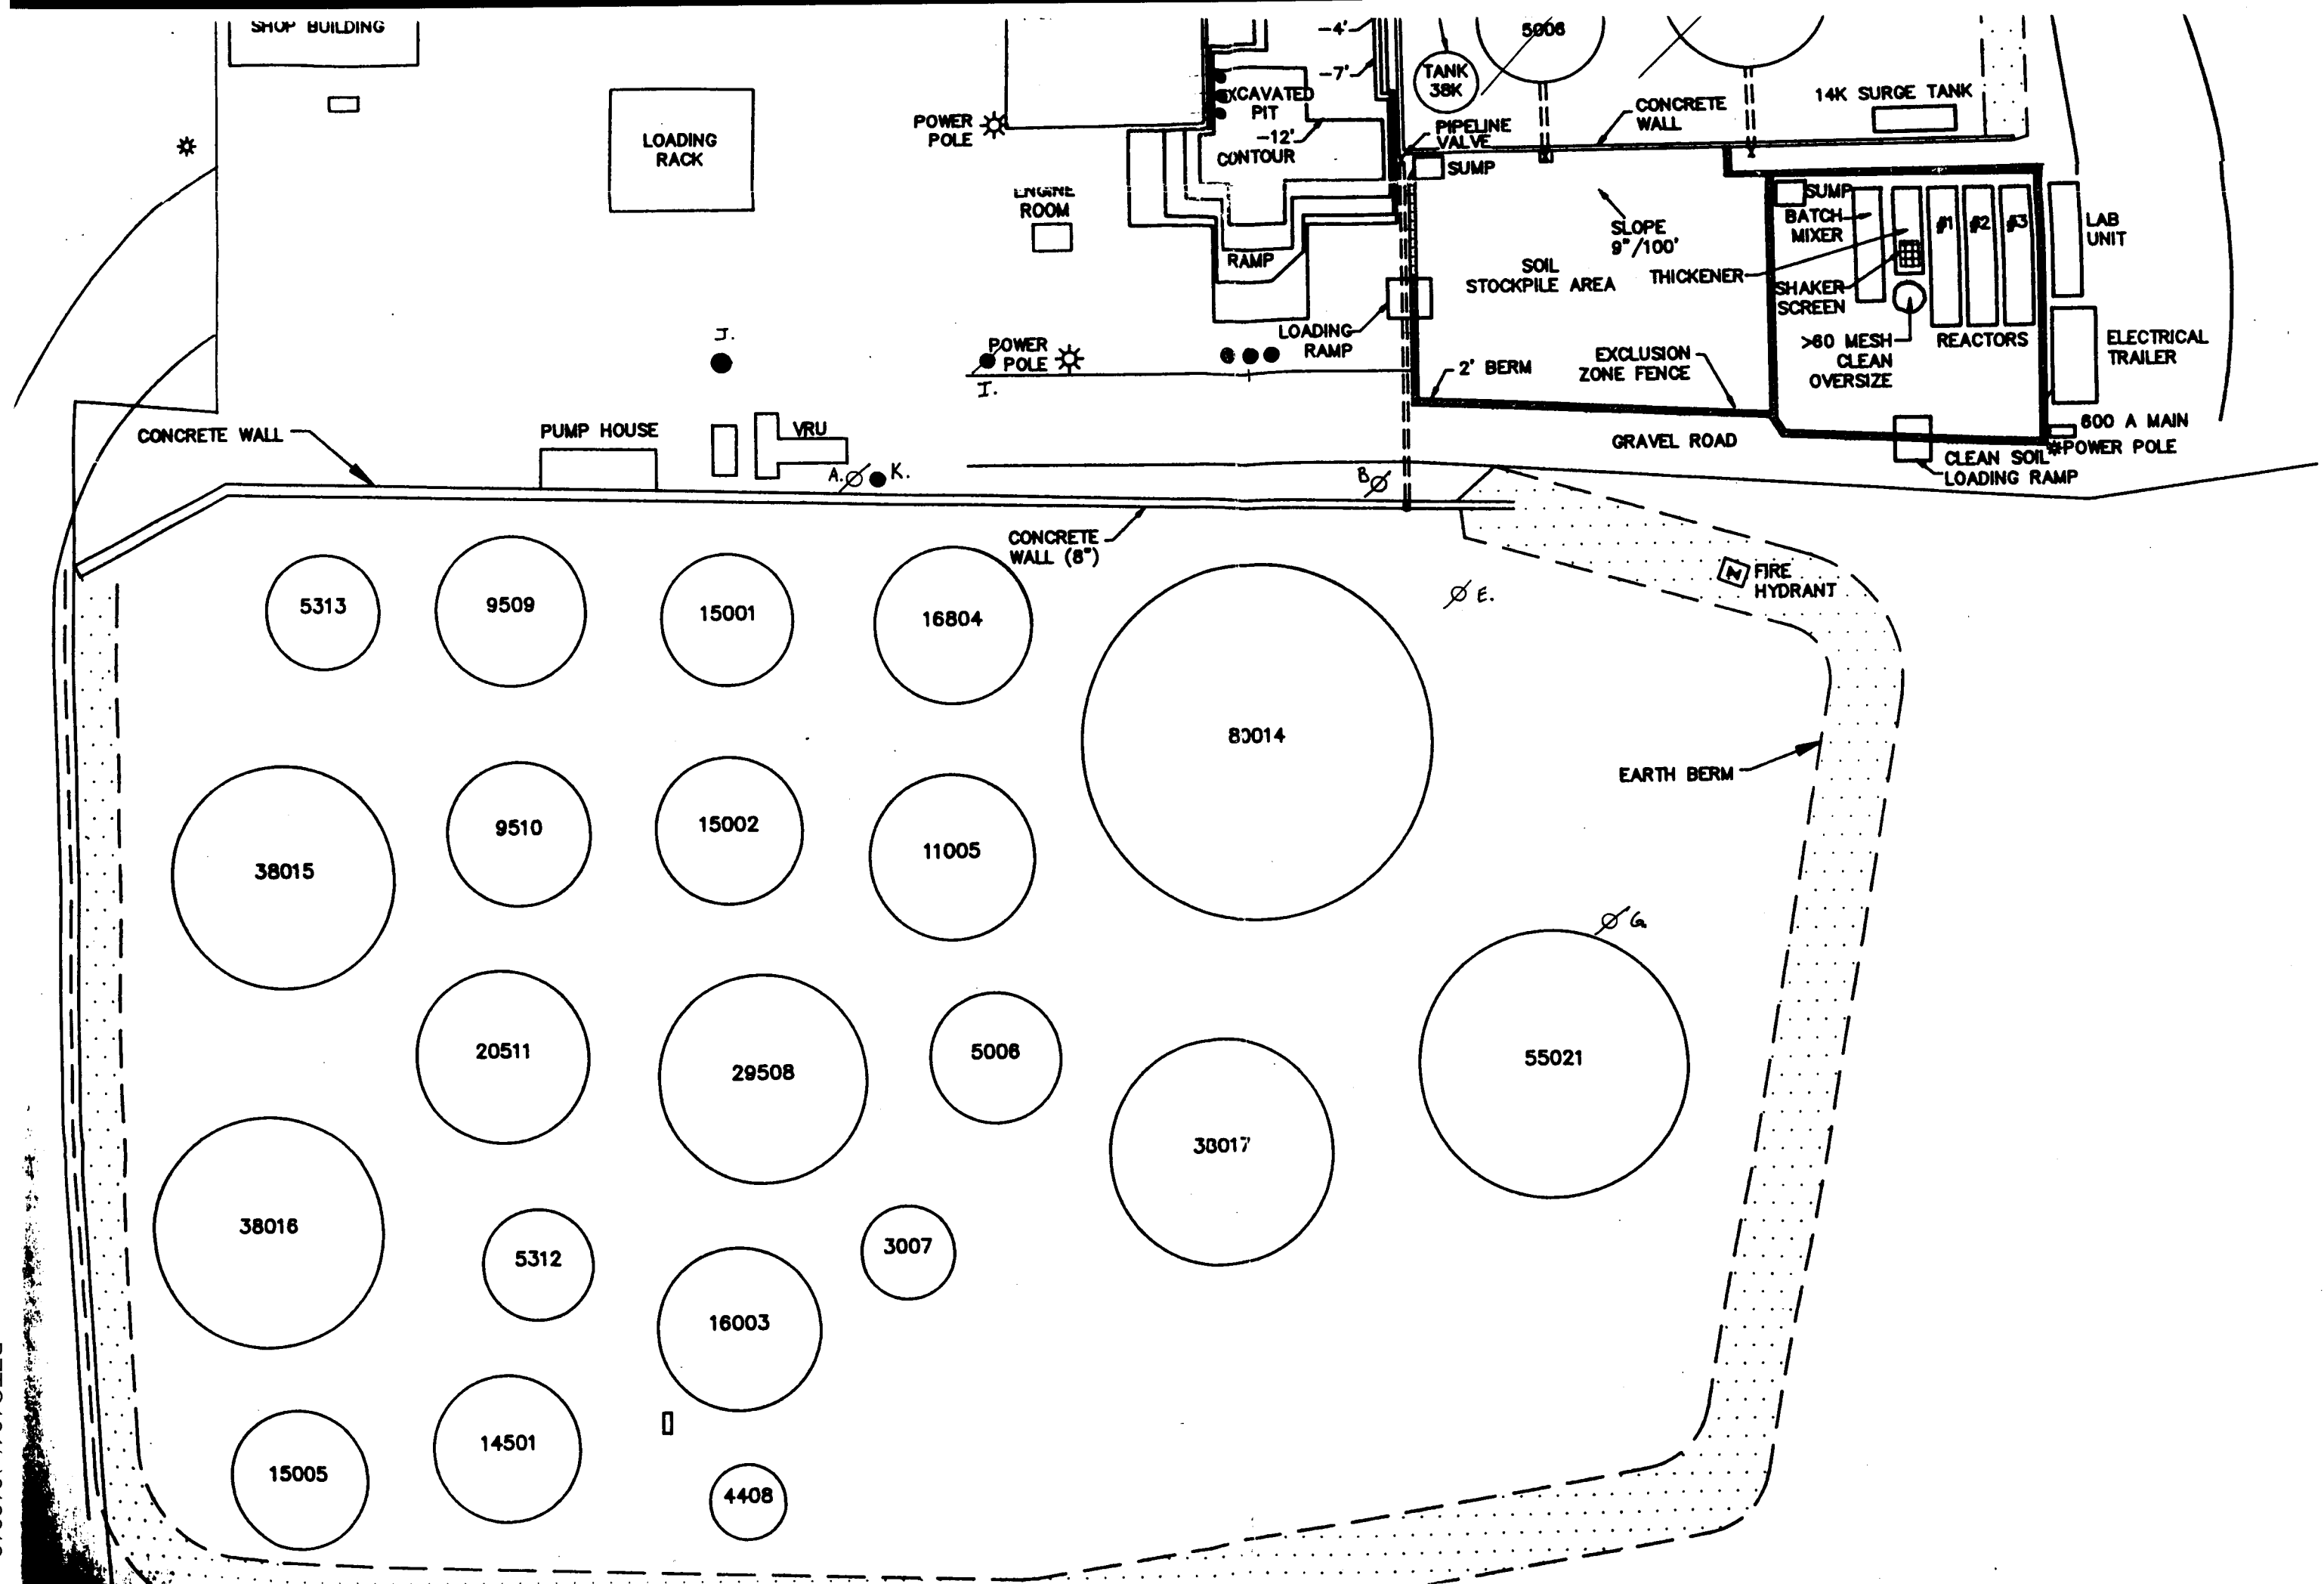 SHOP BUILDING
LOADING
RACK
POWER
POLE
ENGINE
ROOM
EXCAVATED
PIT
-12'
CONTOUR
-4'
-7'
RAMP
TANK
38K
5006
PIPELINE
VALVE
SUMP
CONCRETE
WALL
14K SURGE TANK
SLOPE
9"/100'
SOIL
STOCKPILE AREA
SUMP
BATCH
MIXER
THICKENER
SHAKER
SCREEN
#1
#2
#3
>60 MESH
CLEAN
OVERSIZE
REACTORS
LAB
UNIT
ELECTRICAL
TRAILER
J.
POWER
POLE
I.
LOADING
RAMP
2' BERM
EXCLUSION
ZONE FENCE
GRAVEL ROAD
600 A MAIN
POWER POLE
CLEAN SOIL
LOADING RAMP
CONCRETE WALL
PUMP HOUSE
VRU
A.
K.
B
CONCRETE
WALL (8")
E.
FIRE
HYDRANT
5313
9509
15001
16804
80014
EARTH BERM
38015
9510
15002
11005
G.
20511
29508
5006
38017
55021
38016
5312
16003
3007
15005
14501
4408